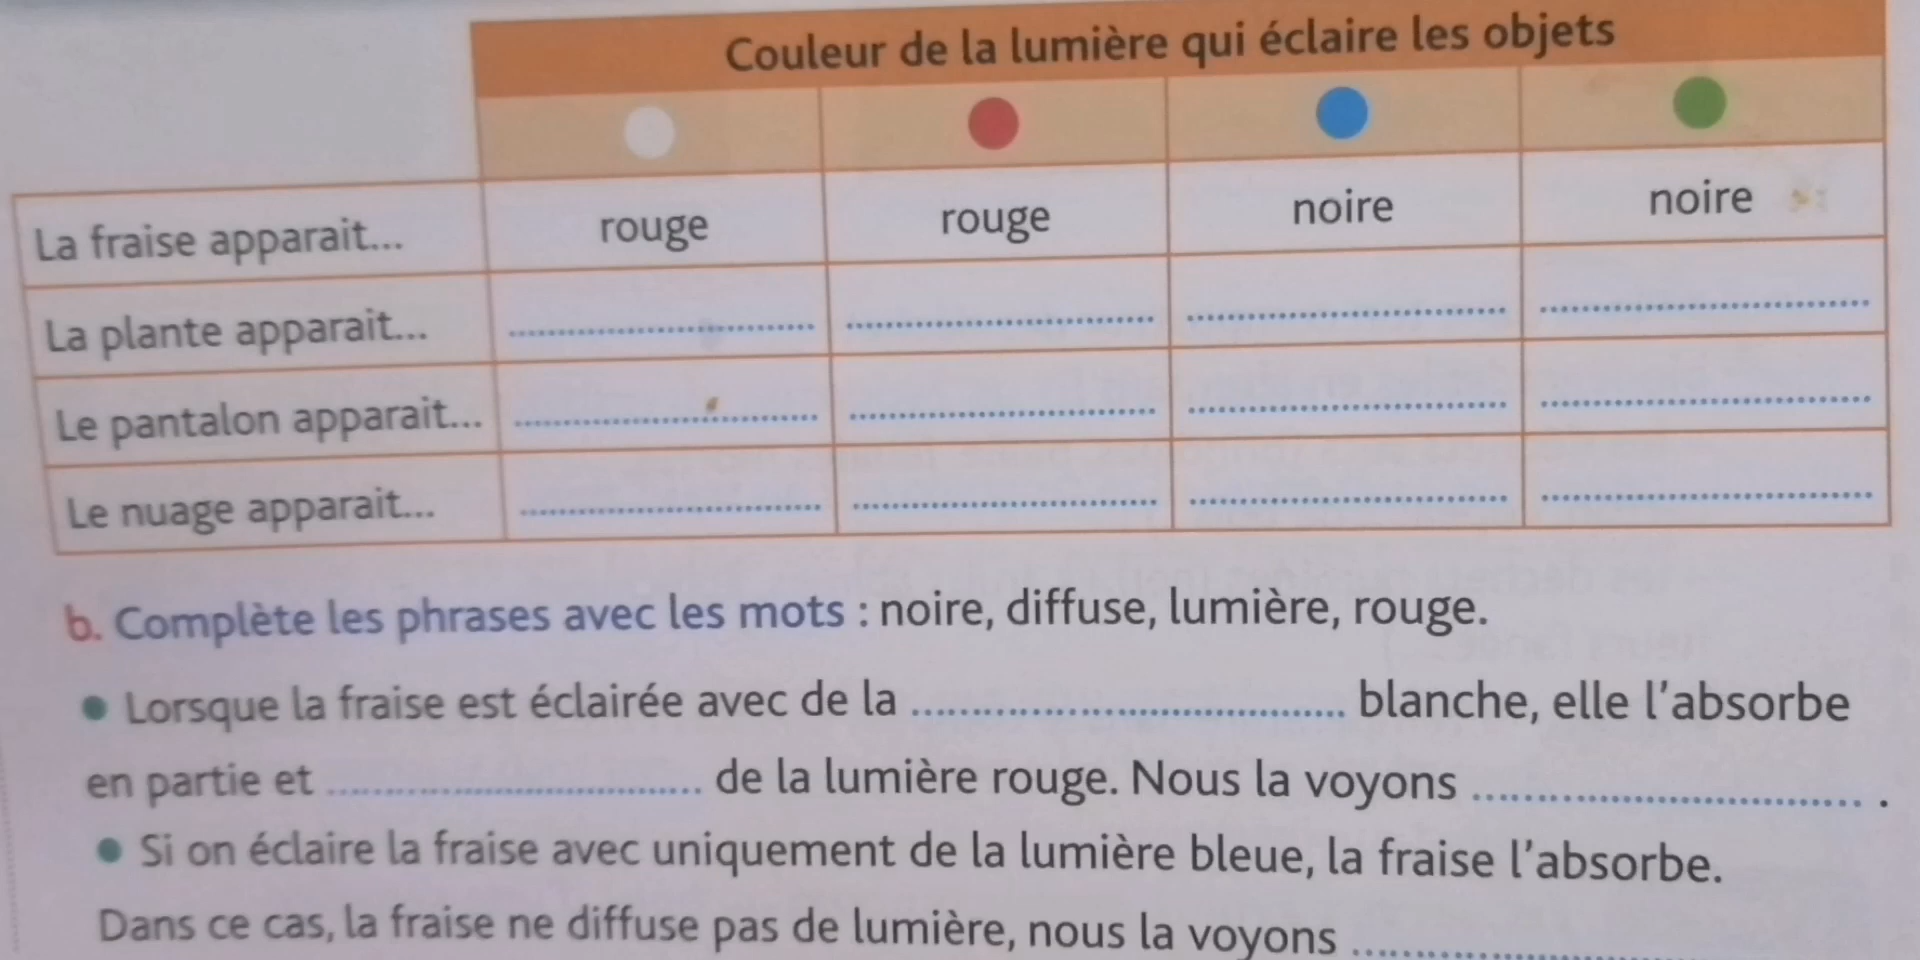 Couleur de la lumière qui éclaire les objets
La fraise apparait... rouge rouge noire noire
La plante apparait...
Le pantalon apparait...
Le nuage apparait...
b. Complète les phrases avec les mots : noire, diffuse, lumière, rouge.
● Lorsque la fraise est éclairée avec de la ........................ blanche, elle l'absorbe
en partie et ........................ de la lumière rouge. Nous la voyons ........................ .
● Si on éclaire la fraise avec uniquement de la lumière bleue, la fraise l'absorbe.
Dans ce cas, la fraise ne diffuse pas de lumière, nous la voyons ........................